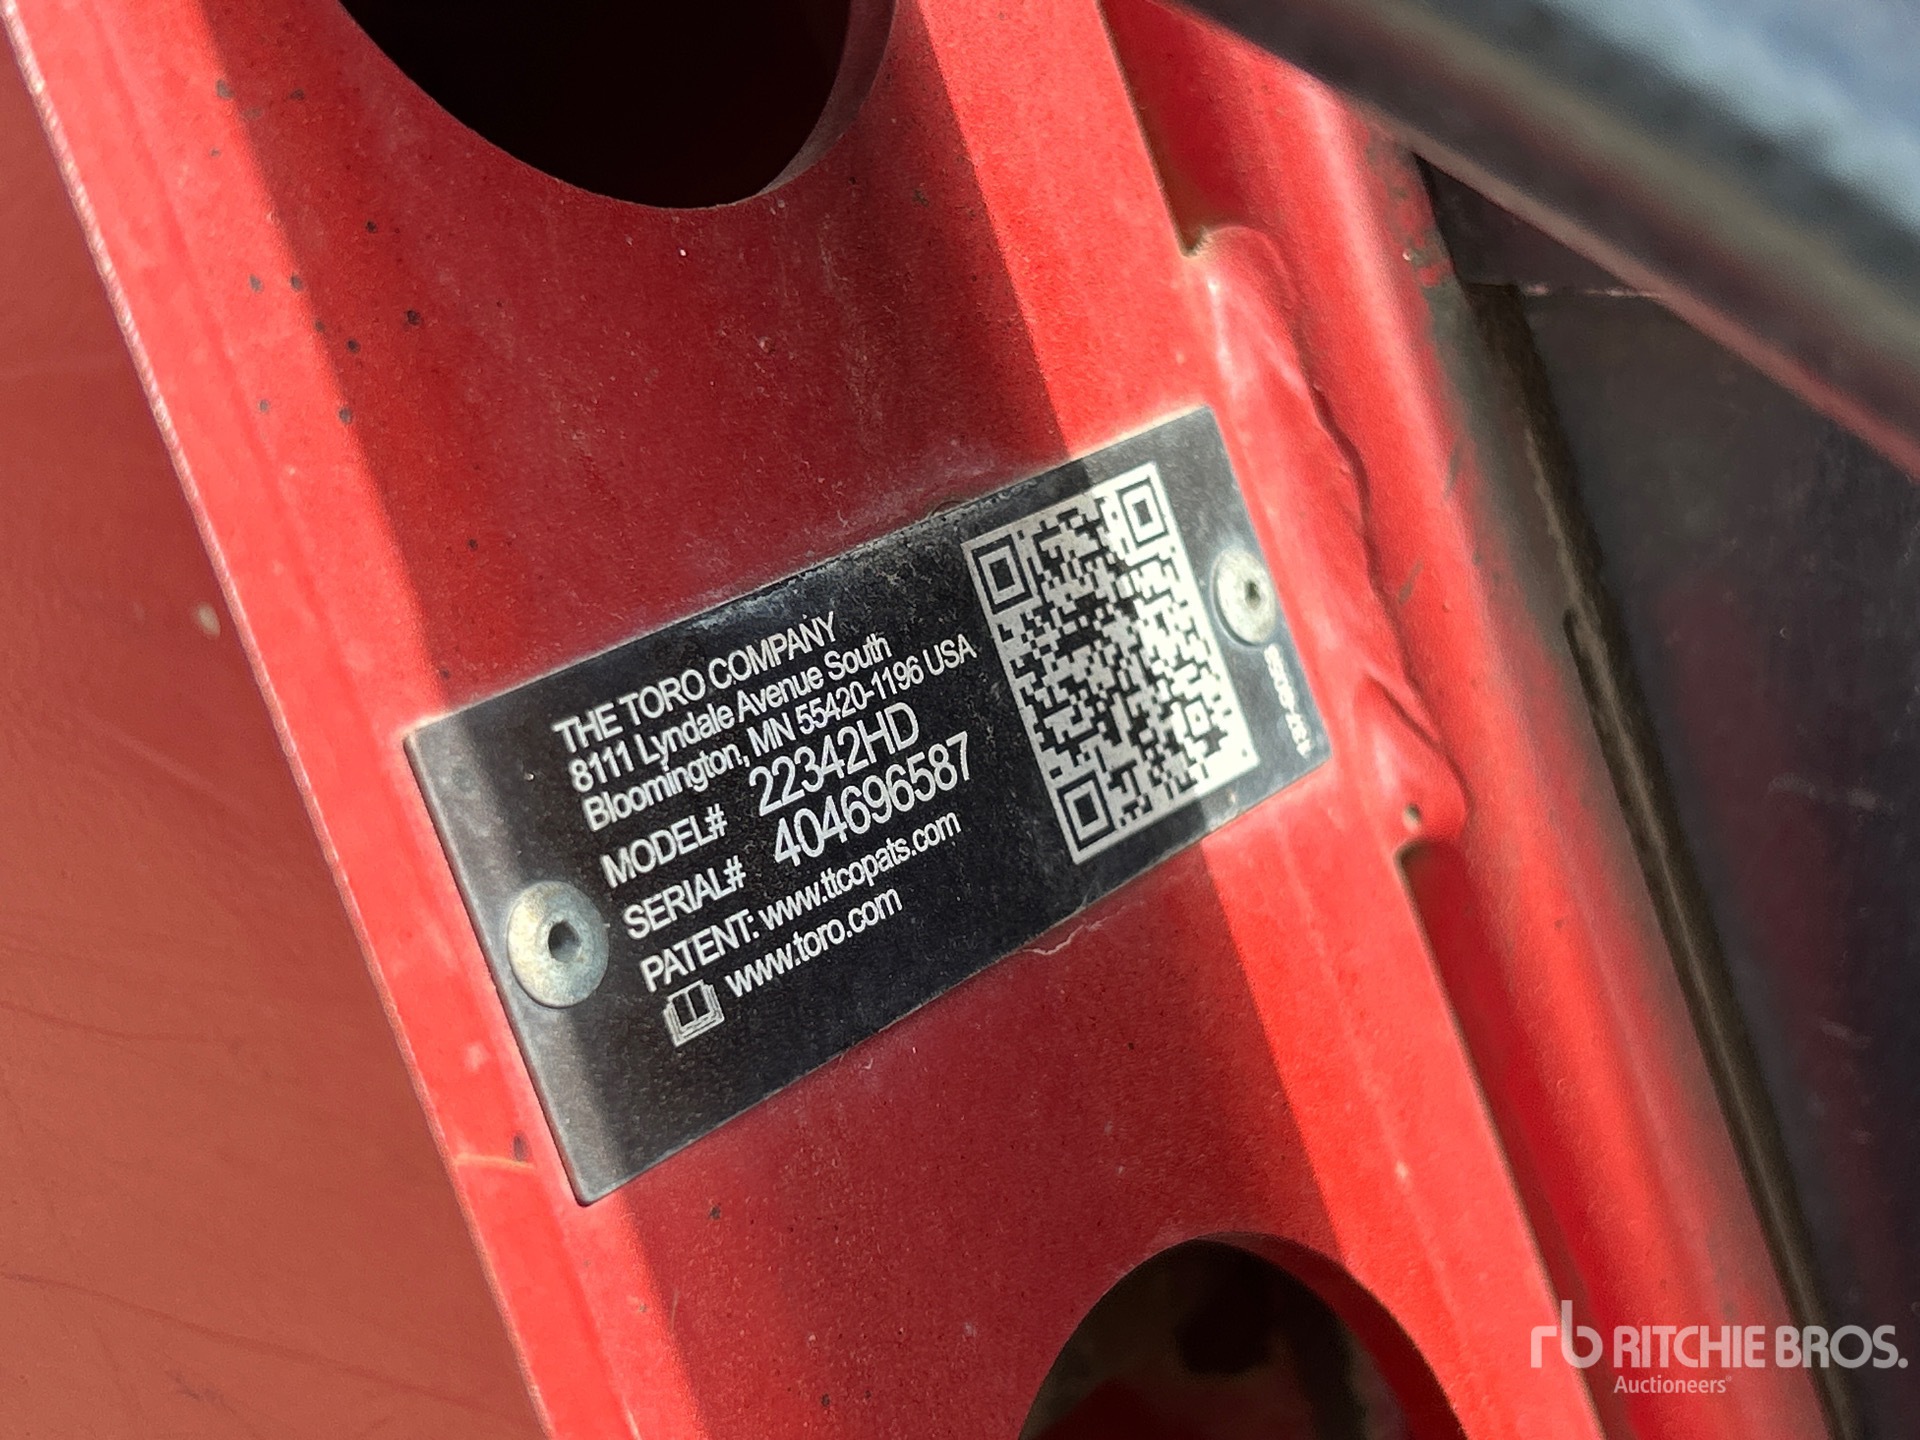 THE TORO COMPANY
8111 Lyndale Avenue South
Bloomington, MN 55420-1196 USA
MODEL# 22342HD
SERIAL# 404696587
PATENT: www.ttcopats.com
www.toro.com
rb RITCHIE BROS.
Auctioneers